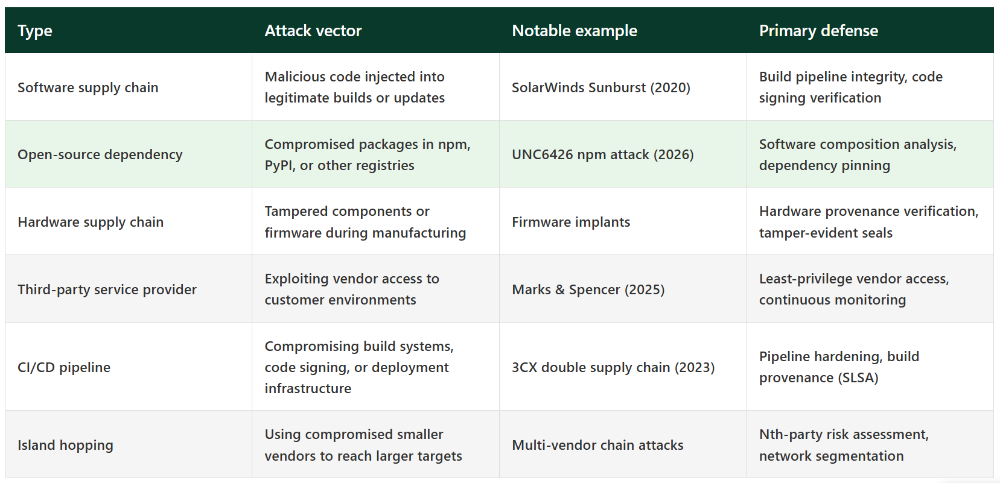 Type
Attack vector
Notable example
Primary defense
Software supply chain
Malicious code injected into
legitimate builds or updates
SolarWinds Sunburst (2020)
Build pipeline integrity, code
signing verification
Open-source dependency
Compromised packages in npm,
PyPI, or other registries
UNC6426 npm attack (2026)
Software composition analysis,
dependency pinning
Hardware supply chain
Tampered components or
firmware during manufacturing
Firmware implants
Hardware provenance verification,
tamper-evident seals
Third-party service provider
Exploiting vendor access to
customer environments
Marks & Spencer (2025)
Least-privilege vendor access,
continuous monitoring
CI/CD pipeline
Compromising build systems,
code signing, or deployment
infrastructure
3CX double supply chain (2023)
Pipeline hardening, build
provenance (SLSA)
Island hopping
Using compromised smaller
vendors to reach larger targets
Multi-vendor chain attacks
Nth-party risk assessment,
network segmentation